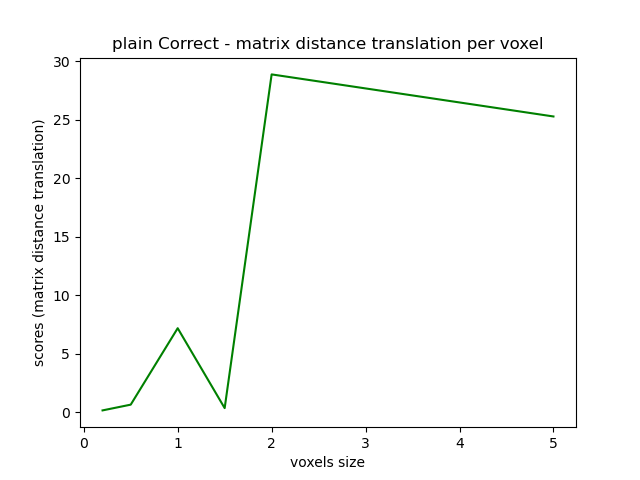 plain Correct - matrix distance translation per voxel
30
25
20
15
10
5
0
scores (matrix distance translation)
0 1 2 3 4 5
voxels size